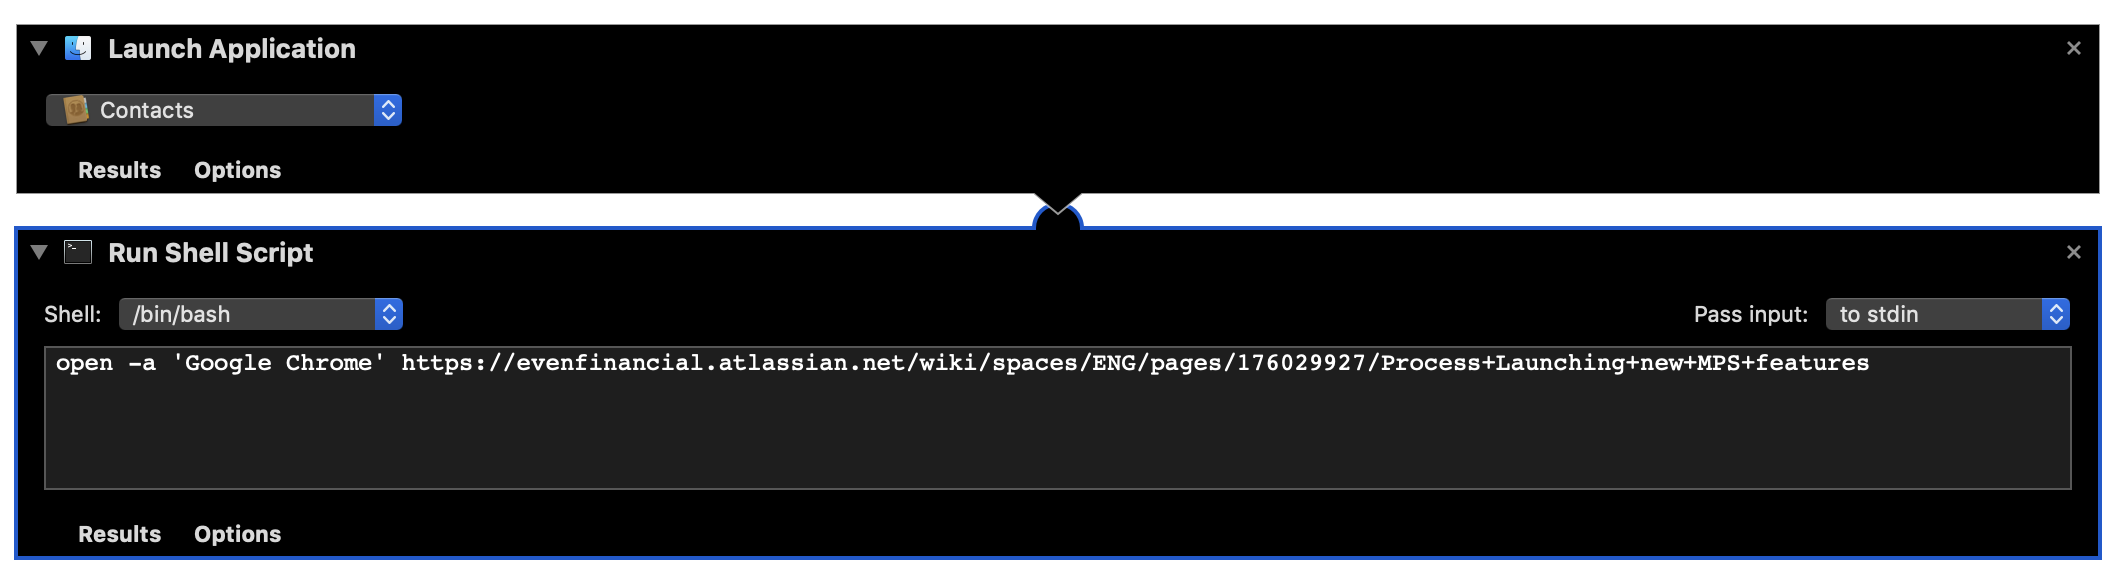 Launch Application
Contacts
Results Options
Run Shell Script
Shell: /bin/bash Pass input: to stdin
open -a 'Google Chrome' https://evenfinancial.atlassian.net/wiki/spaces/ENG/pages/176029927/Process+Launching+new+MPS+features
Results Options